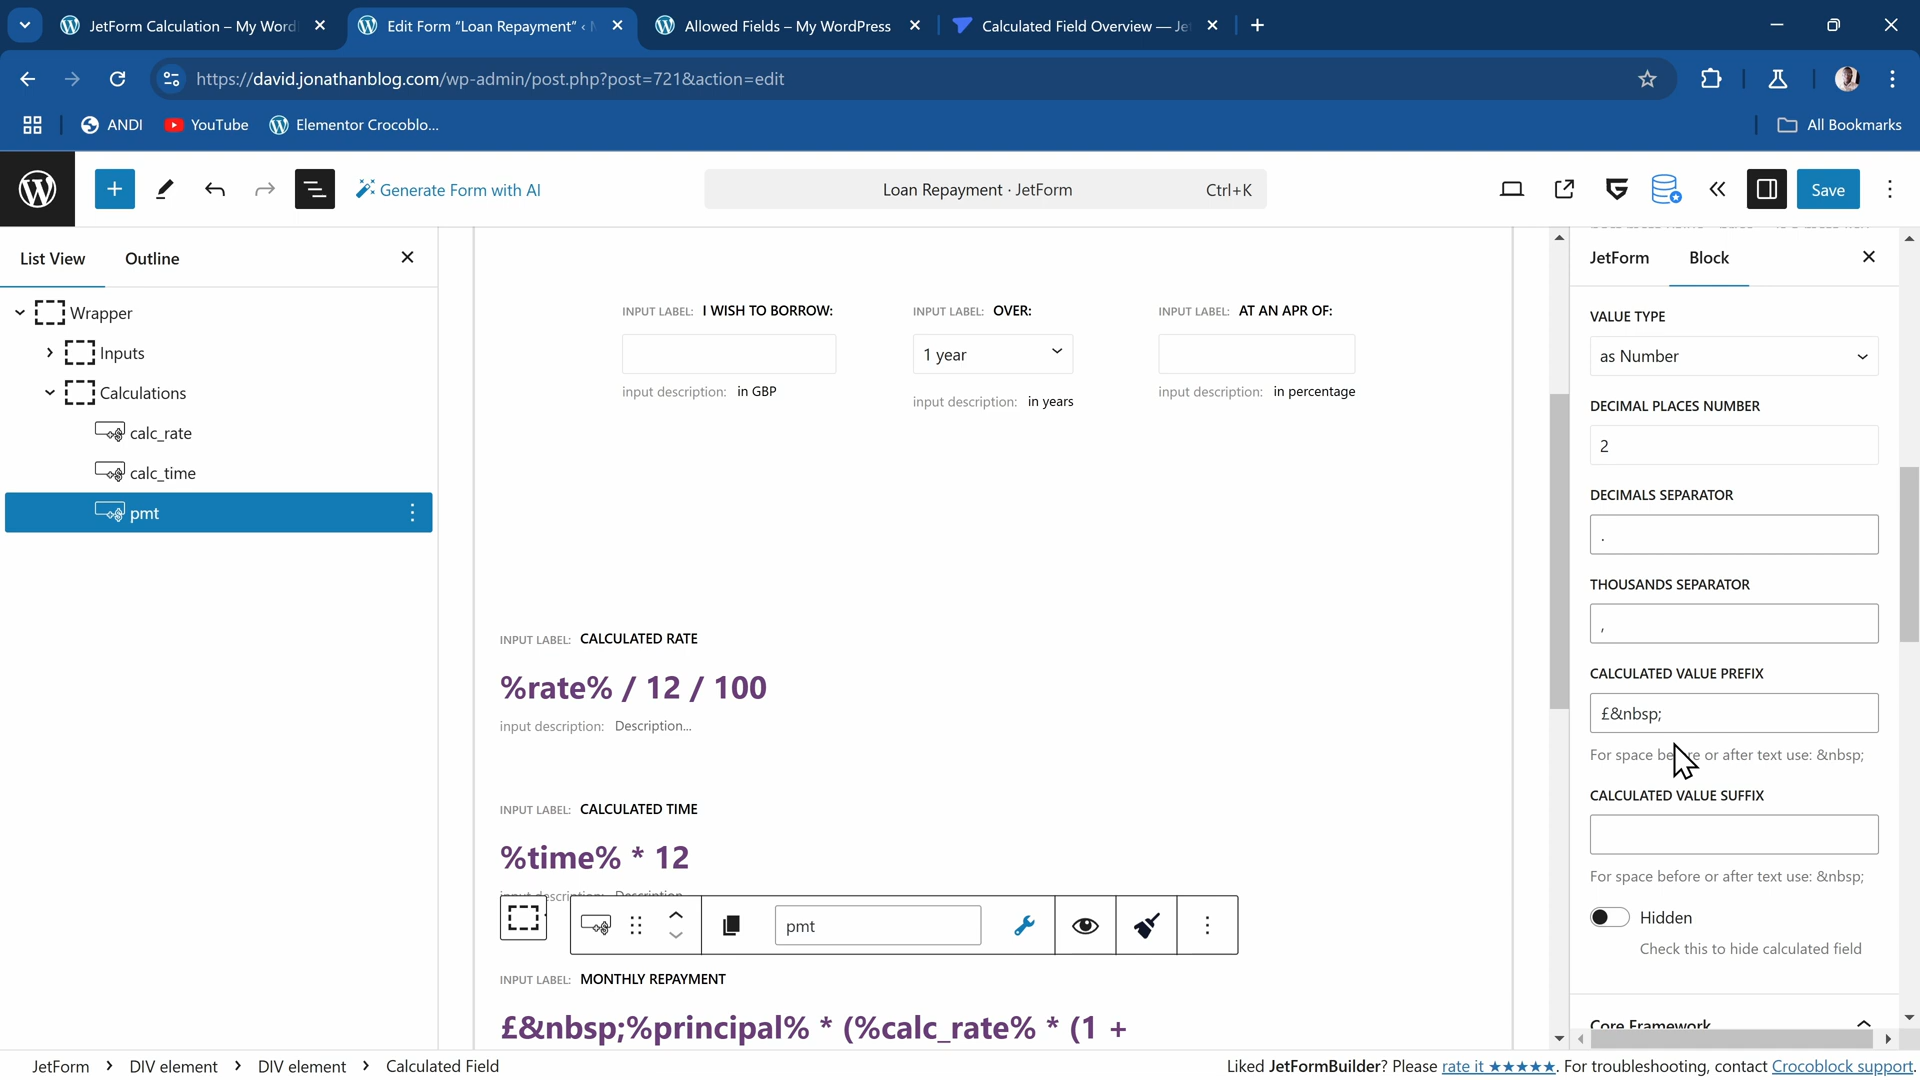 JetForm Calculation – My Word
Edit Form “Loan Repayment” ‹
Allowed Fields – My WordPress
Calculated Field Overview — Je
https://david.jonathanblog.com/wp-admin/post.php?post=721&action=edit
ANDI
YouTube
Elementor Crocoblo...
All Bookmarks
Generate Form with AI
Loan Repayment · JetForm
Ctrl+K
Save
List View
Outline
Wrapper
Inputs
Calculations
calc_rate
calc_time
pmt
INPUT LABEL: I WISH TO BORROW:
input description: in GBP
INPUT LABEL: OVER:
1 year
input description: in years
INPUT LABEL: AT AN APR OF:
input description: in percentage
INPUT LABEL: CALCULATED RATE
%rate% / 12 / 100
input description: Description...
INPUT LABEL: CALCULATED TIME
%time% * 12
input description: Description...
pmt
INPUT LABEL: MONTHLY REPAYMENT
£&nbsp;%principal% * (%calc_rate% * (1 +
JetForm
Block
VALUE TYPE
as Number
DECIMAL PLACES NUMBER
2
DECIMALS SEPARATOR
.
THOUSANDS SEPARATOR
,
CALCULATED VALUE PREFIX
£&nbsp;
For space before or after text use: &nbsp;
CALCULATED VALUE SUFFIX
For space before or after text use: &nbsp;
Hidden
Check this to hide calculated field
Core Framework
JetForm › DIV element › DIV element › Calculated Field
Liked JetFormBuilder? Please rate it ★★★★★. For troubleshooting, contact Crocoblock support.